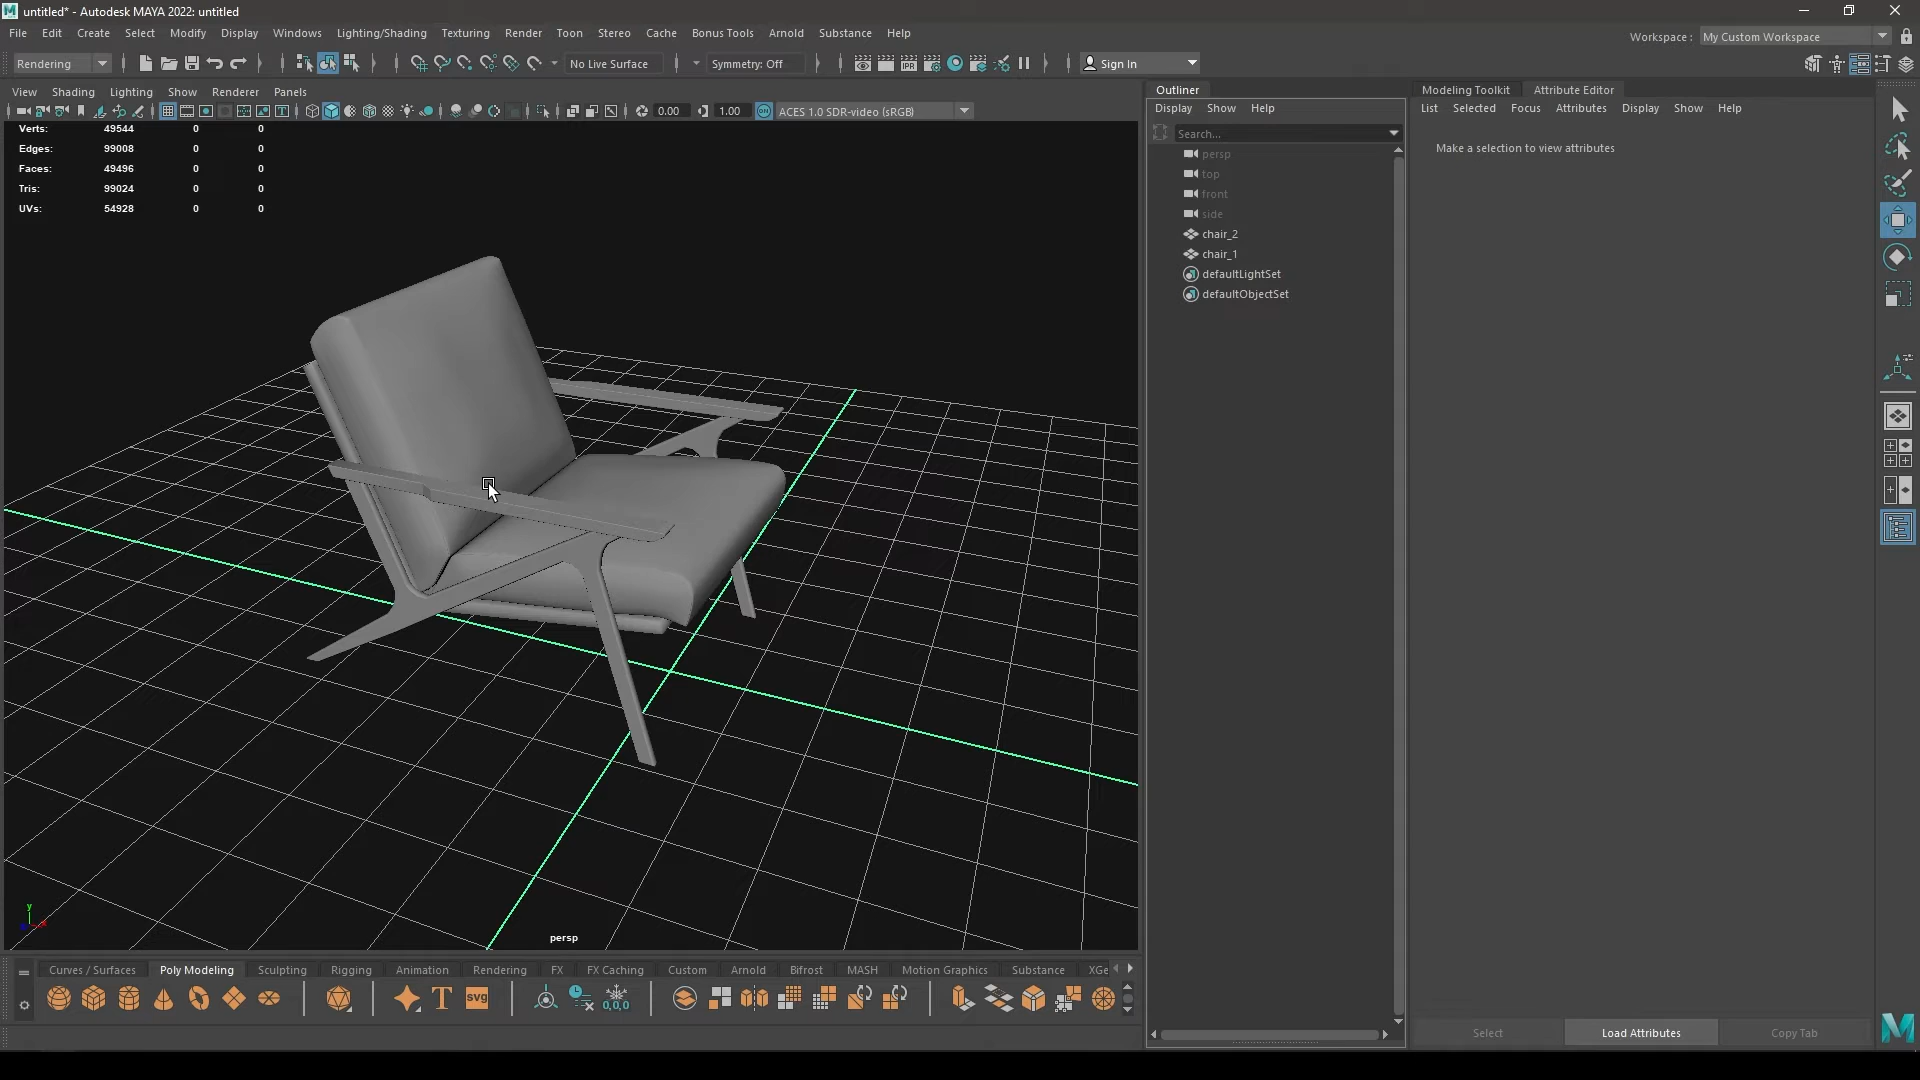 untitled* - Autodesk MAYA 2022: untitled
File Edit Create Select Modify Display Windows Lighting/Shading Texturing Render Toon Stereo Cache Bonus Tools Arnold Substance Help
Workspace : My Custom Workspace
Rendering No Live Surface Symmetry: Off IPR Sign In
View Shading Lighting Show Renderer Panels
0.00 1.00 ACES 1.0 SDR-video (sRGB)
Verts: 49544 0 0
Edges: 99008 0 0
Faces: 49496 0 0
Tris: 99024 0 0
UVs: 54928 0 0
y
persp
Outliner
Display Show Help
Search...
persp
top
front
side
chair_2
chair_1
defaultLightSet
defaultObjectSet
Modeling Toolkit Attribute Editor
List Selected Focus Attributes Display Show Help
Make a selection to view attributes
Curves / Surfaces Poly Modeling Sculpting Rigging Animation Rendering FX FX Caching Custom Arnold Bifrost MASH Motion Graphics Substance XGe
T svg 0,0,0
Select Load Attributes Copy Tab